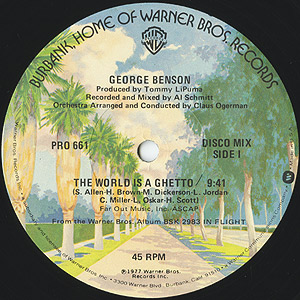 BURBANK, HOME OF WARNER BROS. RECORDS
GEORGE BENSON
Produced by Tommy LiPuma
Recorded and Mixed by Al Schmitt
Orchestra Arranged and Conducted by Claus Ogerman
PRO 661
DISCO MIX
SIDE 1
THE WORLD IS A GHETTO / 9:41
(S. Allen-H. Brown-M. Dickerson-L. Jordan
C. Miller-L. Oskar-H. Scott)
Far Out Music, Inc.-ASCAP
From the Warner Bros. Album BSK 2983 IN FLIGHT
45 RPM
℗1977 Warner Bros.
Records Inc.